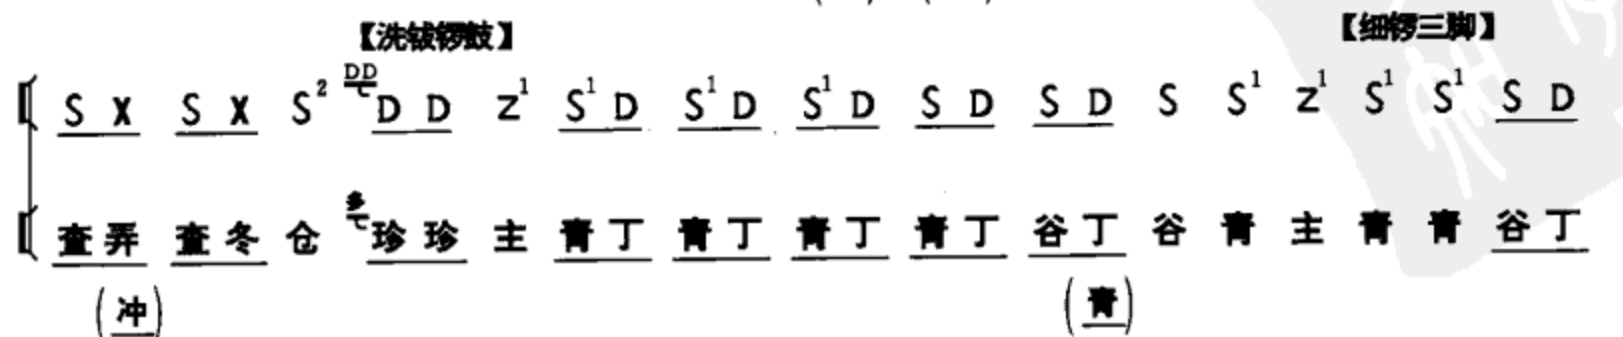 【洗钹锣鼓】 【细锣三脚】
S X S X S² DD D D Z¹ S¹ D S¹ D S¹ D S D S D S S¹ Z¹ S¹ S¹ S D
查弄 查冬 仓 多 珍珍 主 青丁 青丁 青丁 青丁 谷丁 谷 青 主 青 青 谷丁
(冲) (青)